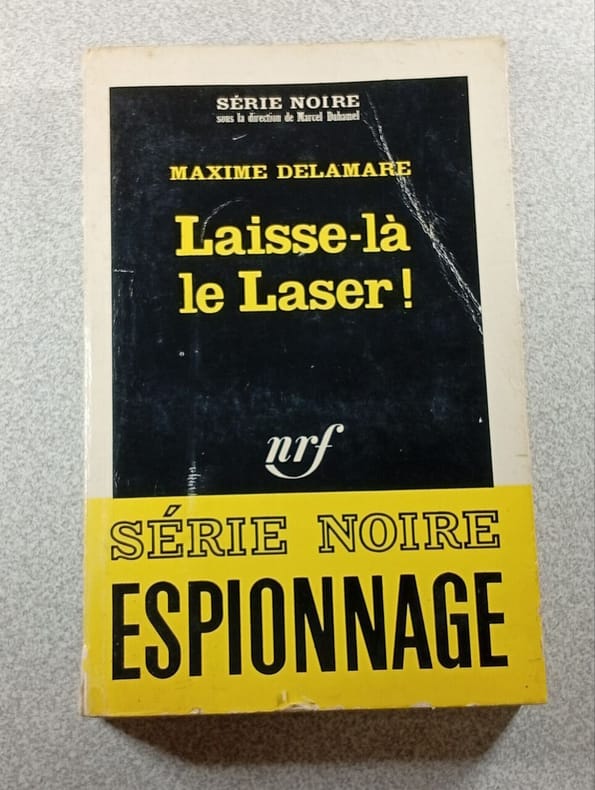 SÉRIE NOIRE
sous la direction de Marcel Duhamel
MAXIME DELAMARE
Laisse-là
le Laser!
nrf
SÉRIE NOIRE
ESPIONNAGE